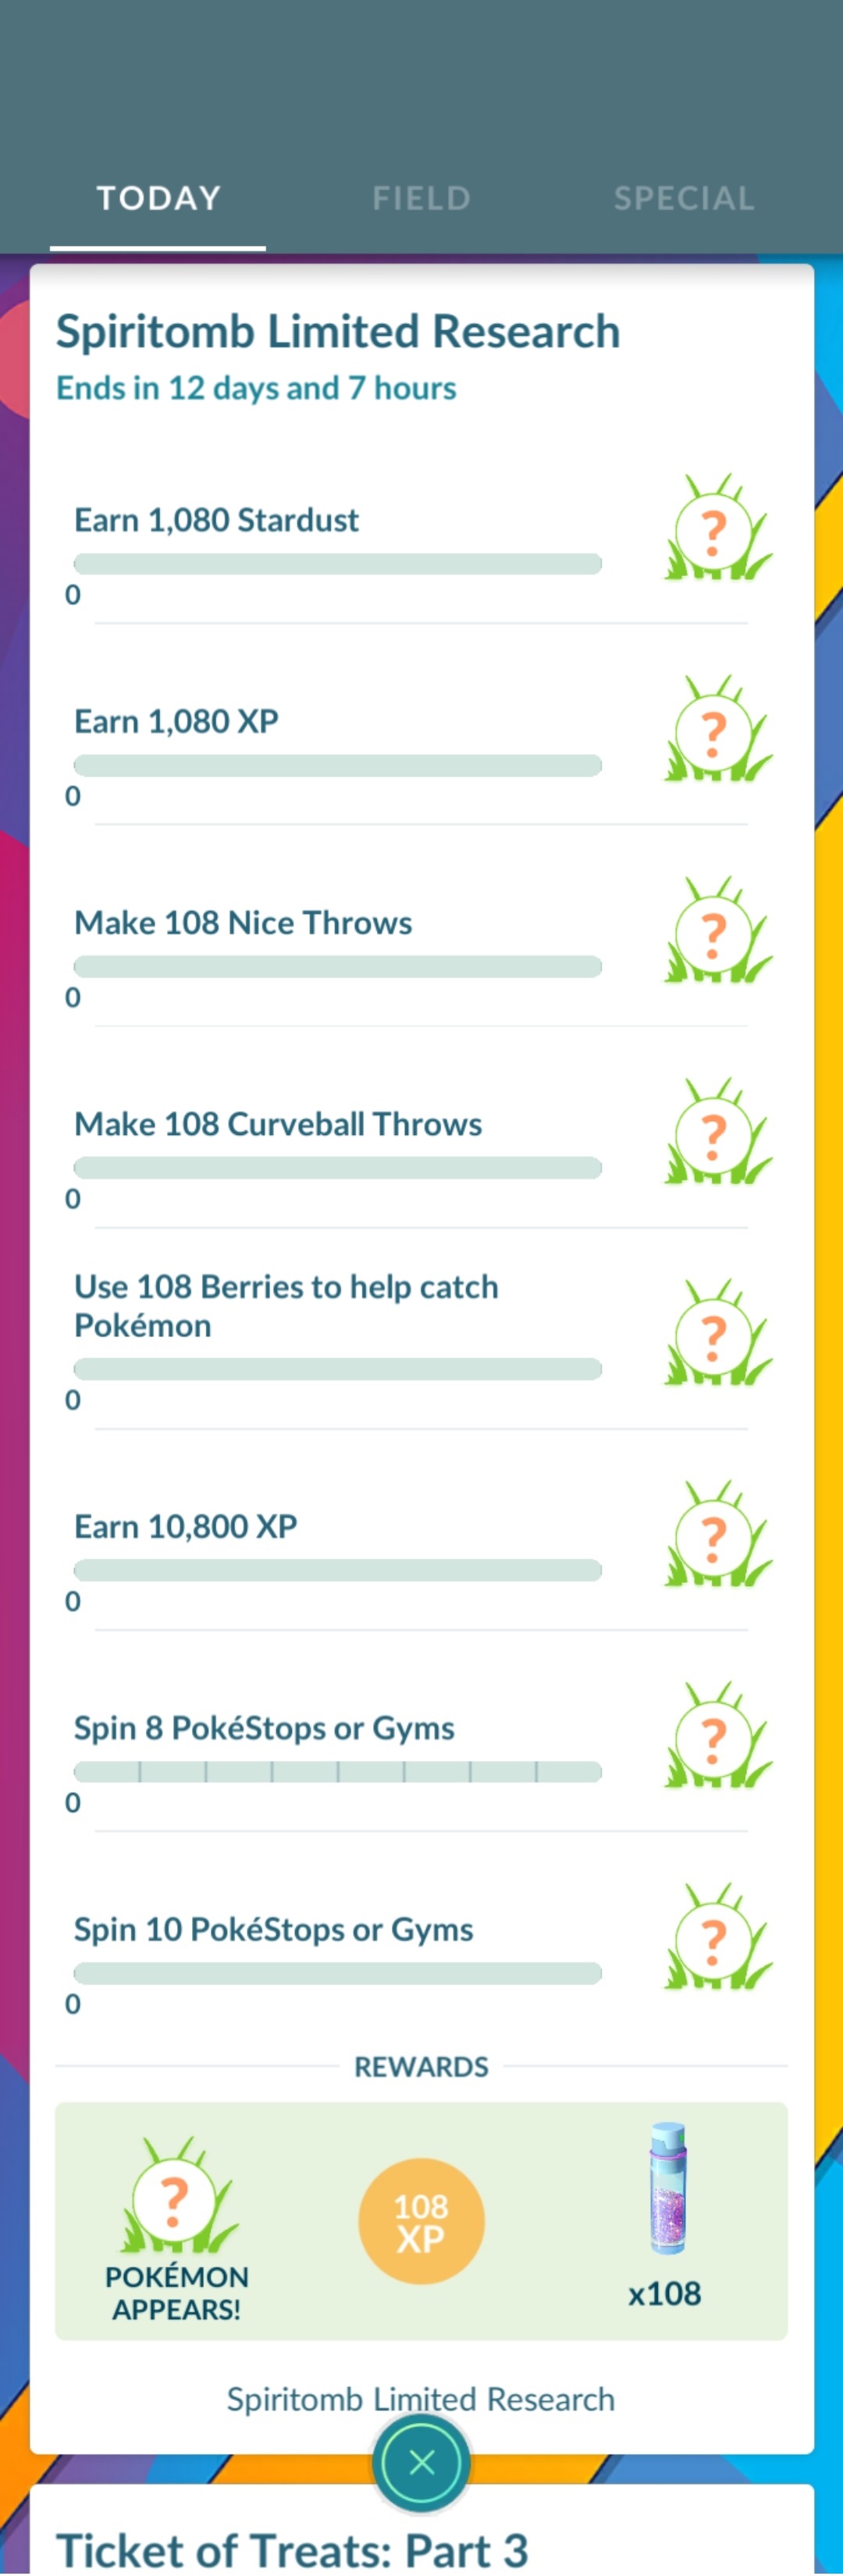 TODAY FIELD SPECIAL
Spiritomb Limited Research
Ends in 12 days and 7 hours
Earn 1,080 Stardust
?
0
Earn 1,080 XP
?
0
Make 108 Nice Throws
?
0
Make 108 Curveball Throws
?
0
Use 108 Berries to help catch
Pokémon
?
0
Earn 10,800 XP
?
0
Spin 8 PokéStops or Gyms
?
0
Spin 10 PokéStops or Gyms
?
0
REWARDS
?
POKÉMON
APPEARS!
108
XP
x108
Spiritomb Limited Research
Ticket of Treats: Part 3